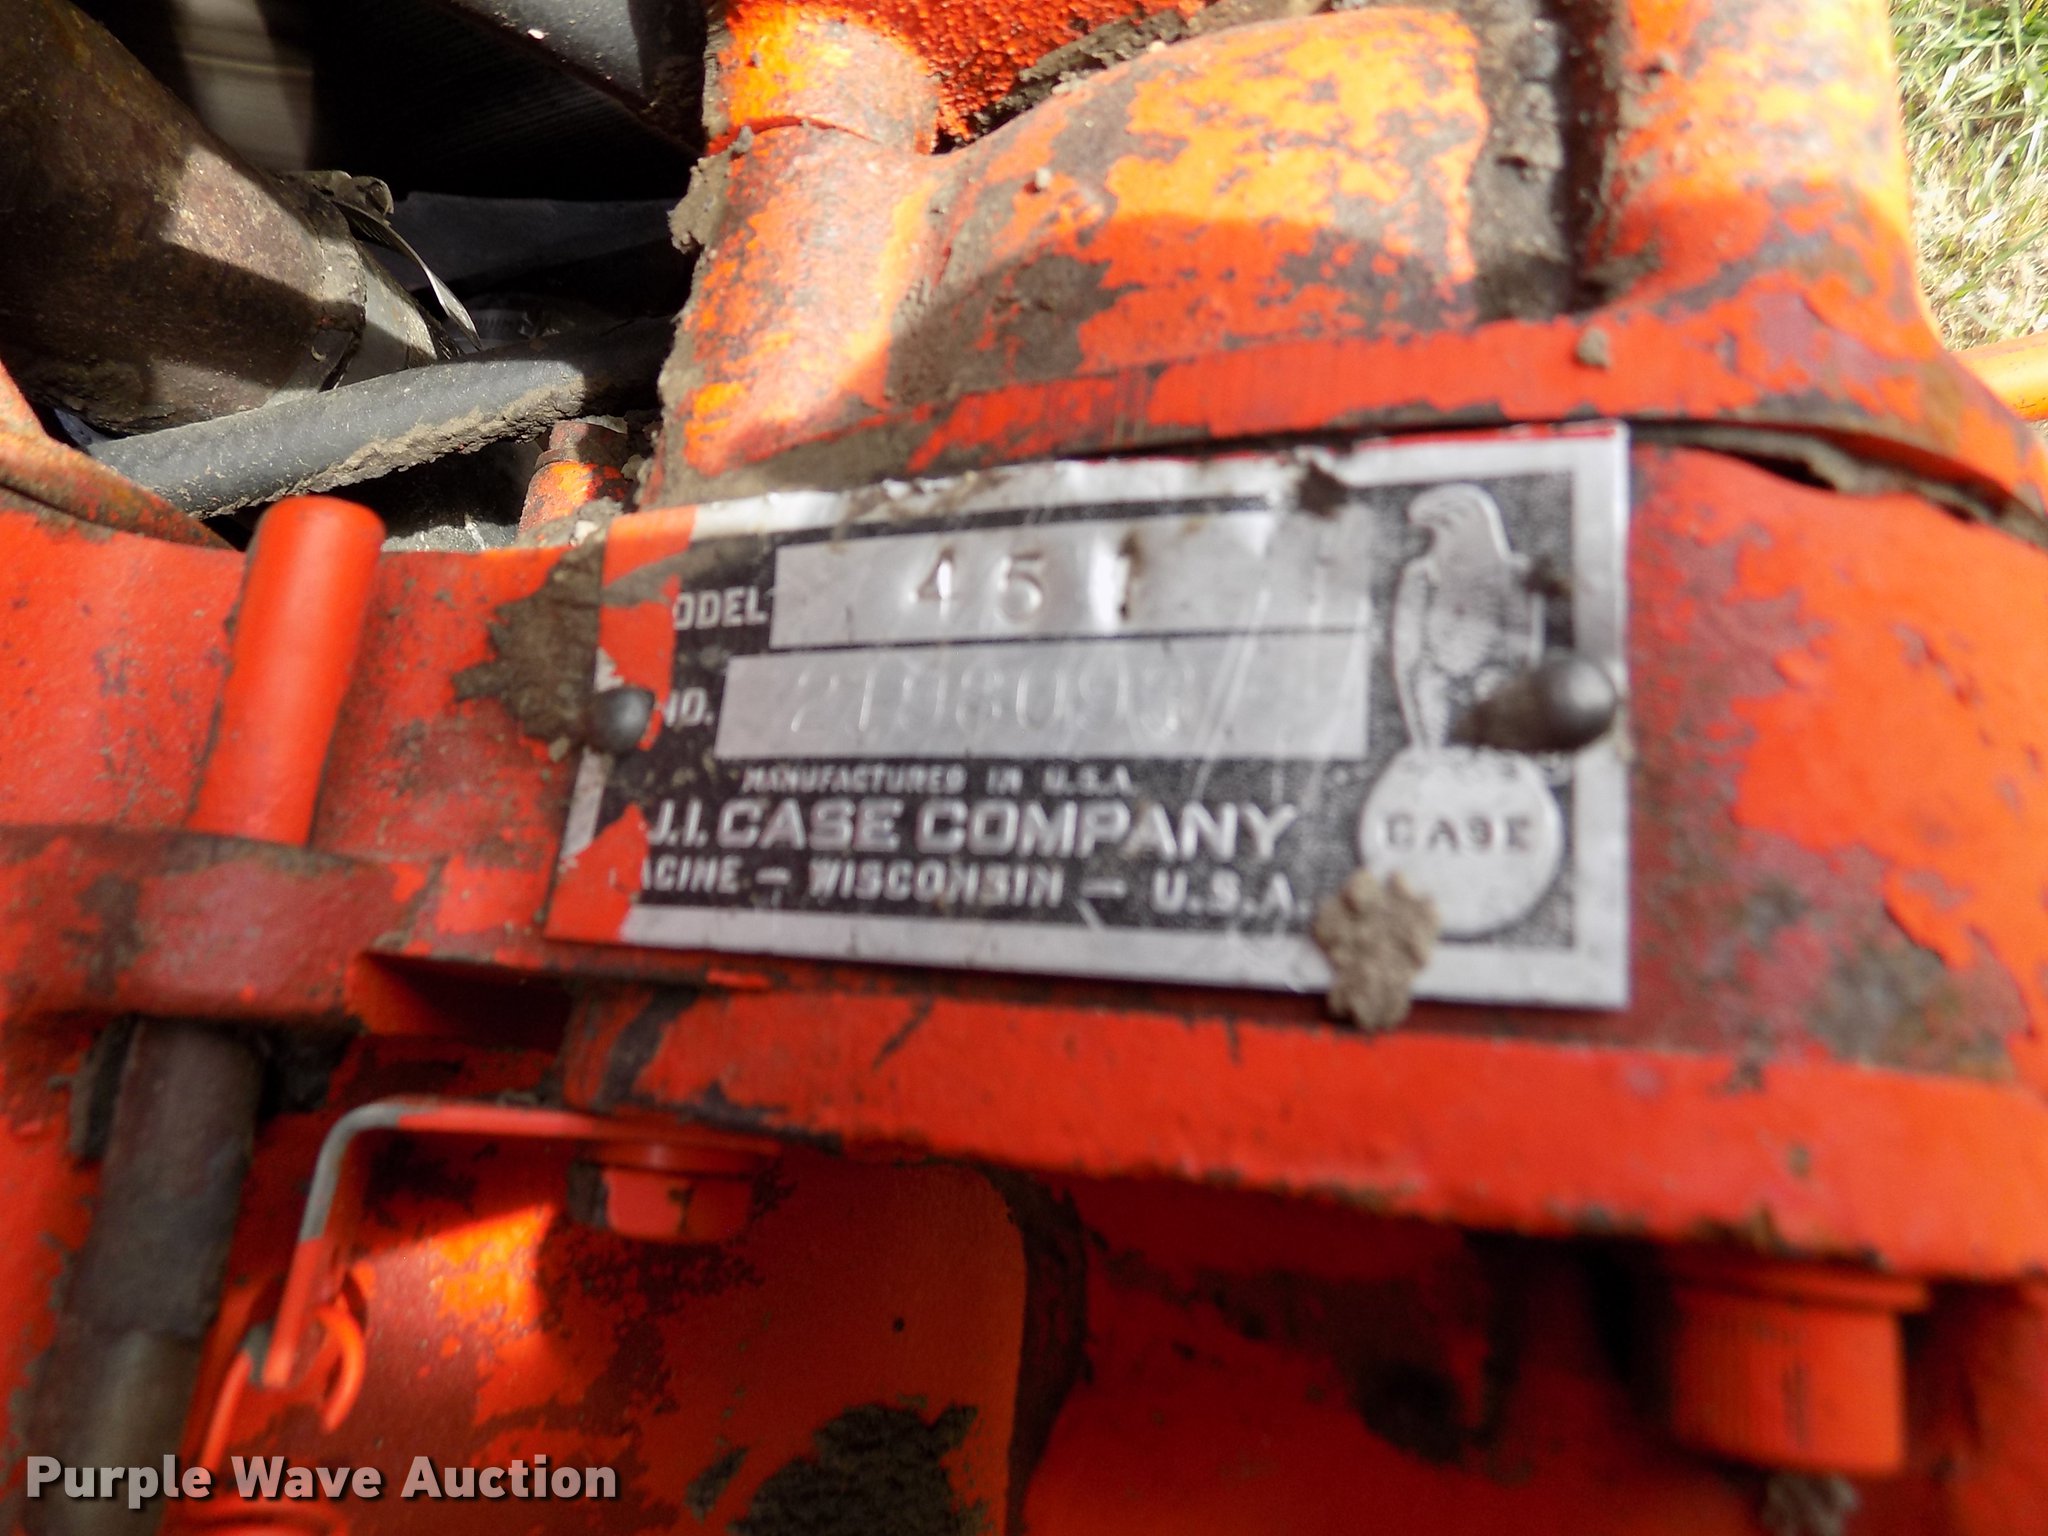 ODEL 451
NO.
MANUFACTURED IN U.S.A.
J.I. CASE COMPANY
ACINE - WISCONSIN - U.S.A.
CASE
Purple Wave Auction